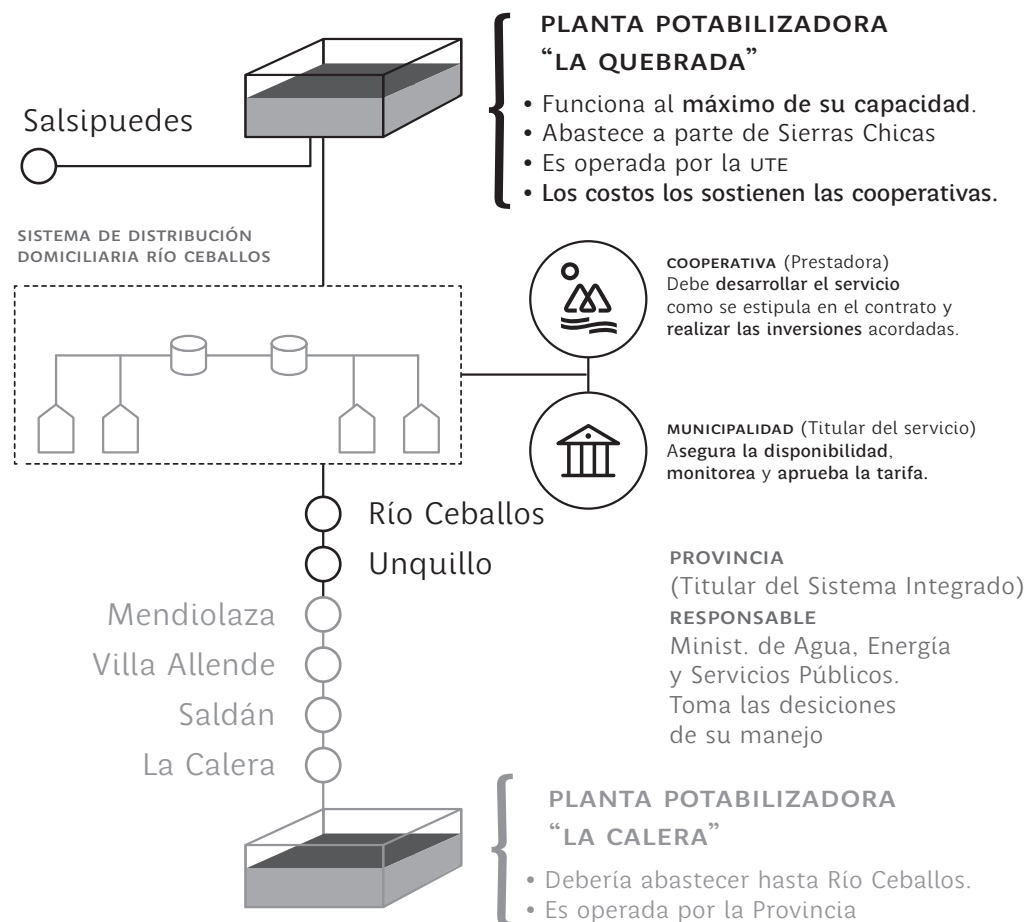 PLANTA POTABILIZADORA
“LA QUEBRADA”
• Funciona al máximo de su capacidad.
• Abastece a parte de Sierras Chicas
• Es operada por la UTE
• Los costos los sostienen las cooperativas.
Salsipuedes
SISTEMA DE DISTRIBUCIÓN
DOMICILIARIA RÍO CEBALLOS
COOPERATIVA (Prestadora)
Debe desarrollar el servicio
como se estipula en el contrato y
realizar las inversiones acordadas.
MUNICIPALIDAD (Titular del servicio)
Asegura la disponibilidad,
monitorea y aprueba la tarifa.
Río Ceballos
Unquillo
Mendiolaza
Villa Allende
Saldán
La Calera
PROVINCIA
(Titular del Sistema Integrado)
RESPONSABLE
Minist. de Agua, Energía
y Servicios Públicos.
Toma las desiciones
de su manejo
PLANTA POTABILIZADORA
“LA CALERA”
• Debería abastecer hasta Río Ceballos.
• Es operada por la Provincia